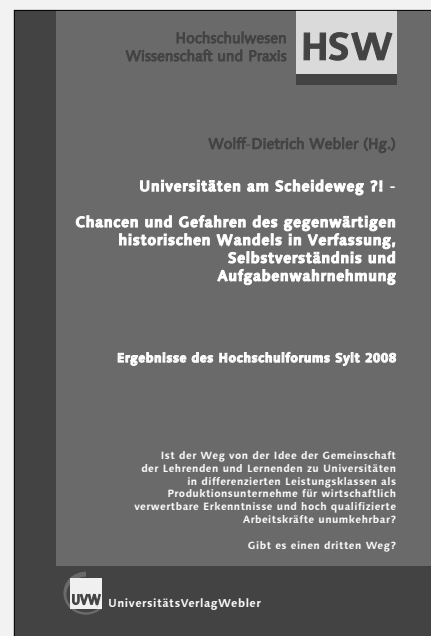 Hochschulwesen
Wissenschaft und Praxis
HSW
Wolff-Dietrich Webler (Hg.)
Universitäten am Scheideweg ?! -
Chancen und Gefahren des gegenwärtigen
historischen Wandels in Verfassung,
Selbstverständnis und
Aufgabenwahrnehmung
Ergebnisse des Hochschulforums Sylt 2008
Ist der Weg von der Idee der Gemeinschaft
der Lehrenden und Lernenden zu Universitäten
in differenzierten Leistungsklassen als
Produktionsunternehme für wirtschaftlich
verwertbare Erkenntnisse und hoch qualifizierte
Arbeitskräfte unumkehrbar?
Gibt es einen dritten Weg?
UVW UniversitätsVerlagWebler